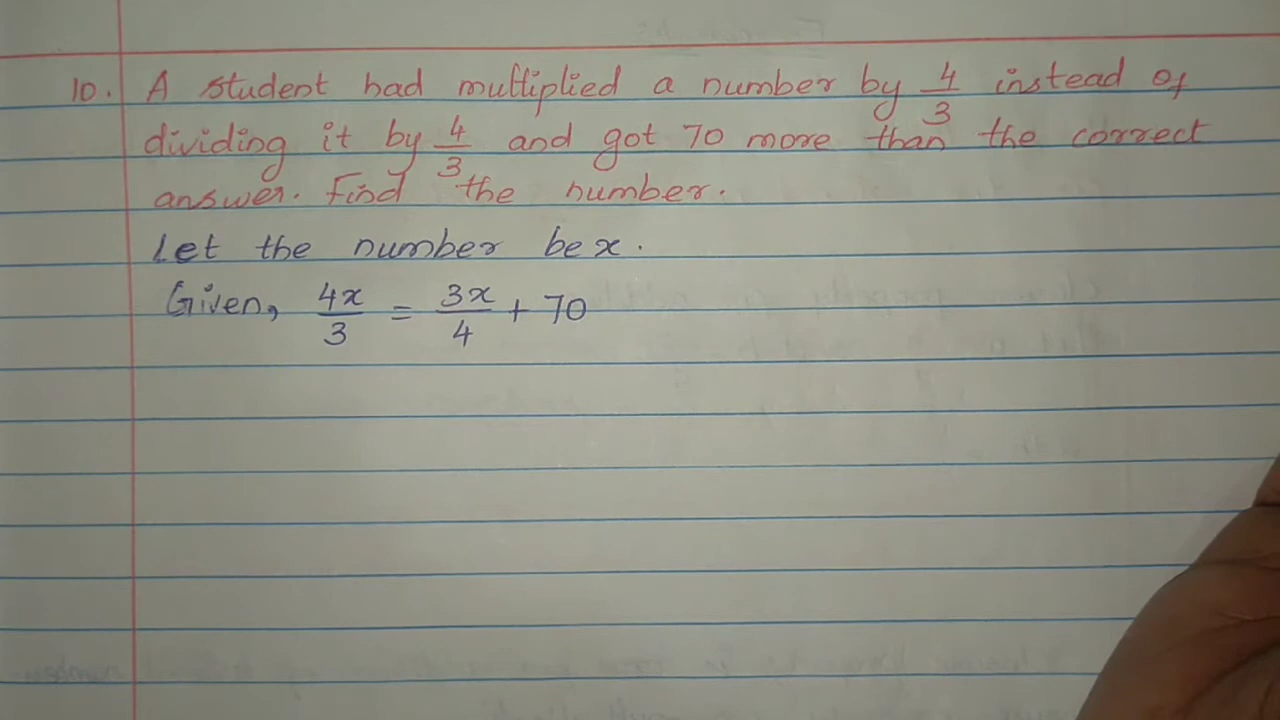 10. A student had multiplied a number by 4/3 instead of
dividing it by 4/3 and got 70 more than the correct
answer. Find the number.
Let the number be x.
Given, 4x/3 = 3x/4 + 70